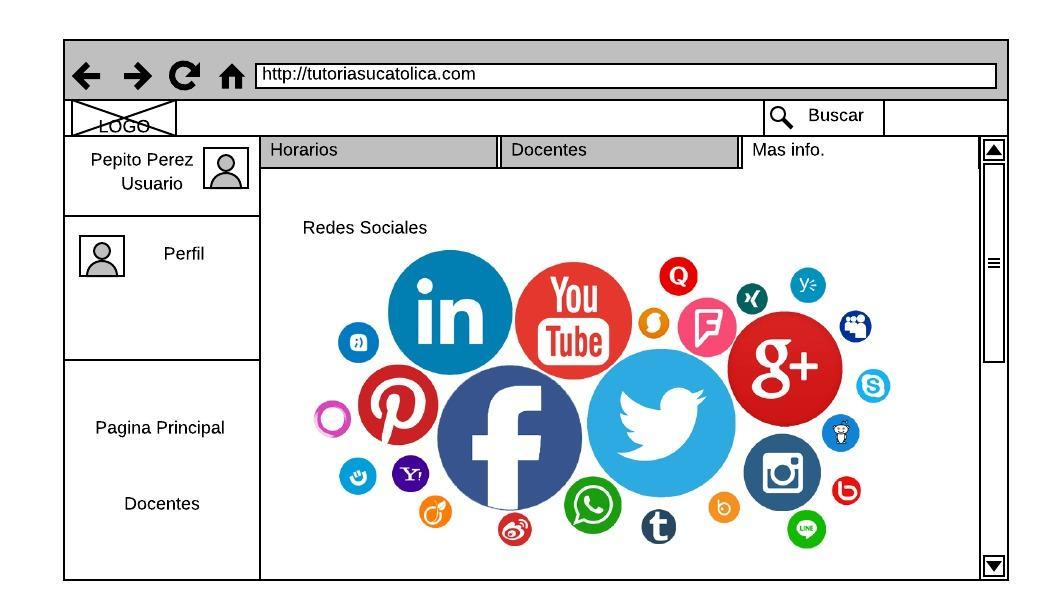 http://tutoriasucatolica.com
LOGO
Buscar
Pepito Perez
Usuario
Horarios
Docentes
Mas info.
Perfil
Redes Sociales
in
You
Tube
Q
g+
Y!
t
LINE
Pagina Principal
Docentes